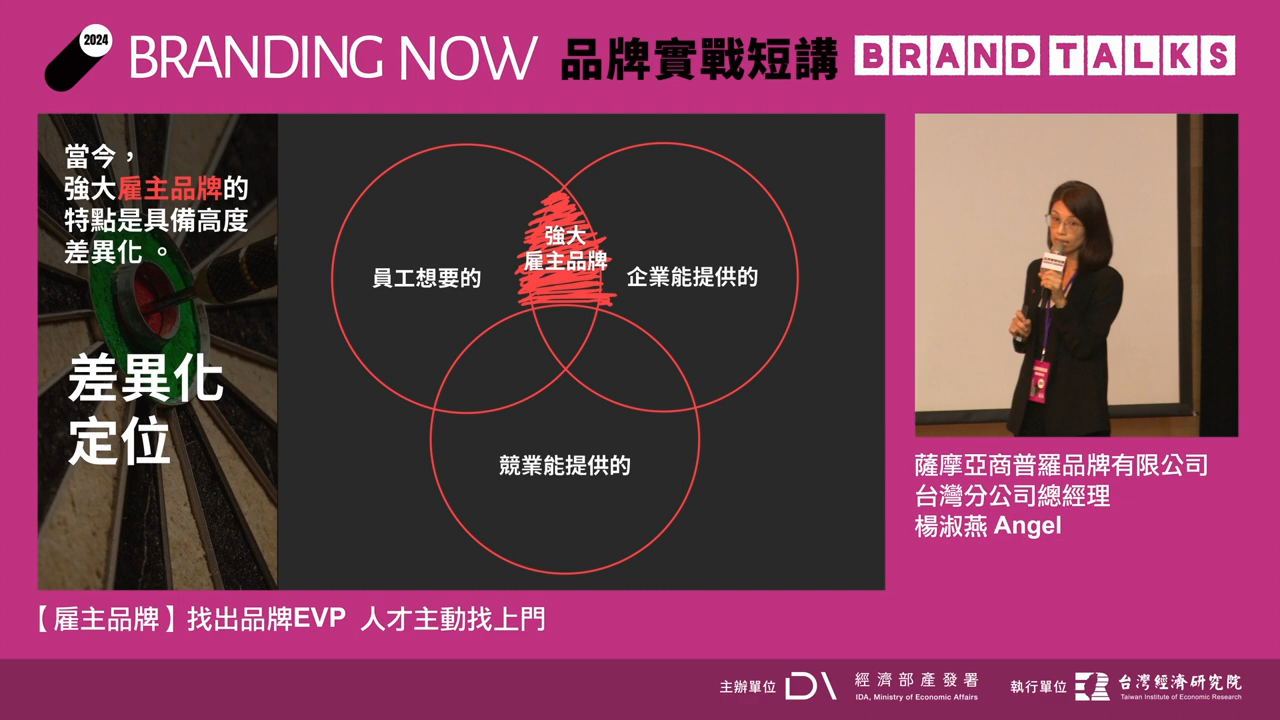 2024
BRANDING NOW 品牌實戰短講 BRAND TALKS
當今，
強大雇主品牌的
特點是具備高度
差異化。
差異化
定位
員工想要的
強大
雇主品牌
企業能提供的
競業能提供的
薩摩亞商普羅品牌有限公司
台灣分公司總經理
楊淑燕 Angel
【雇主品牌】找出品牌EVP 人才主動找上門
主辦單位 IDA 經濟部產發署
IDA, Ministry of Economic Affairs
執行單位 台灣經濟研究院
Taiwan Institute of Economic Research